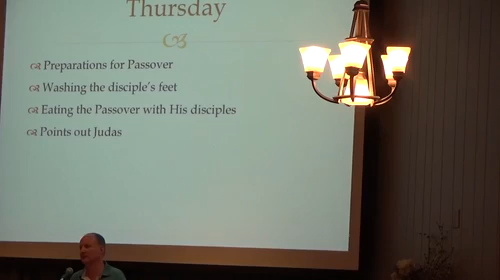 Thursday
Preparations for Passover
Washing the disciple's feet
Eating the Passover with His disciples
Points out Judas